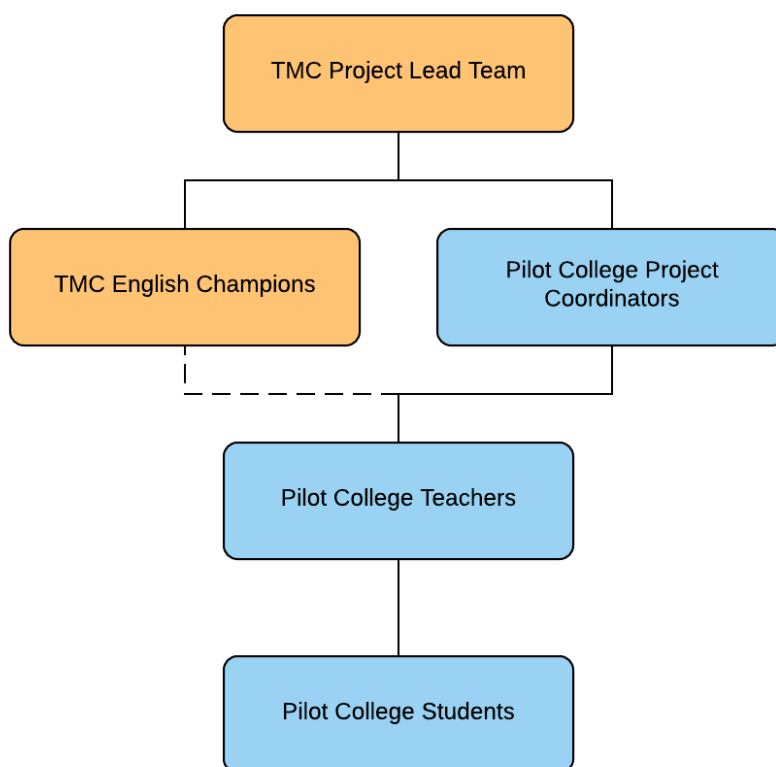 TMC Project Lead Team
TMC English Champions
Pilot College Project
Coordinators
Pilot College Teachers
Pilot College Students